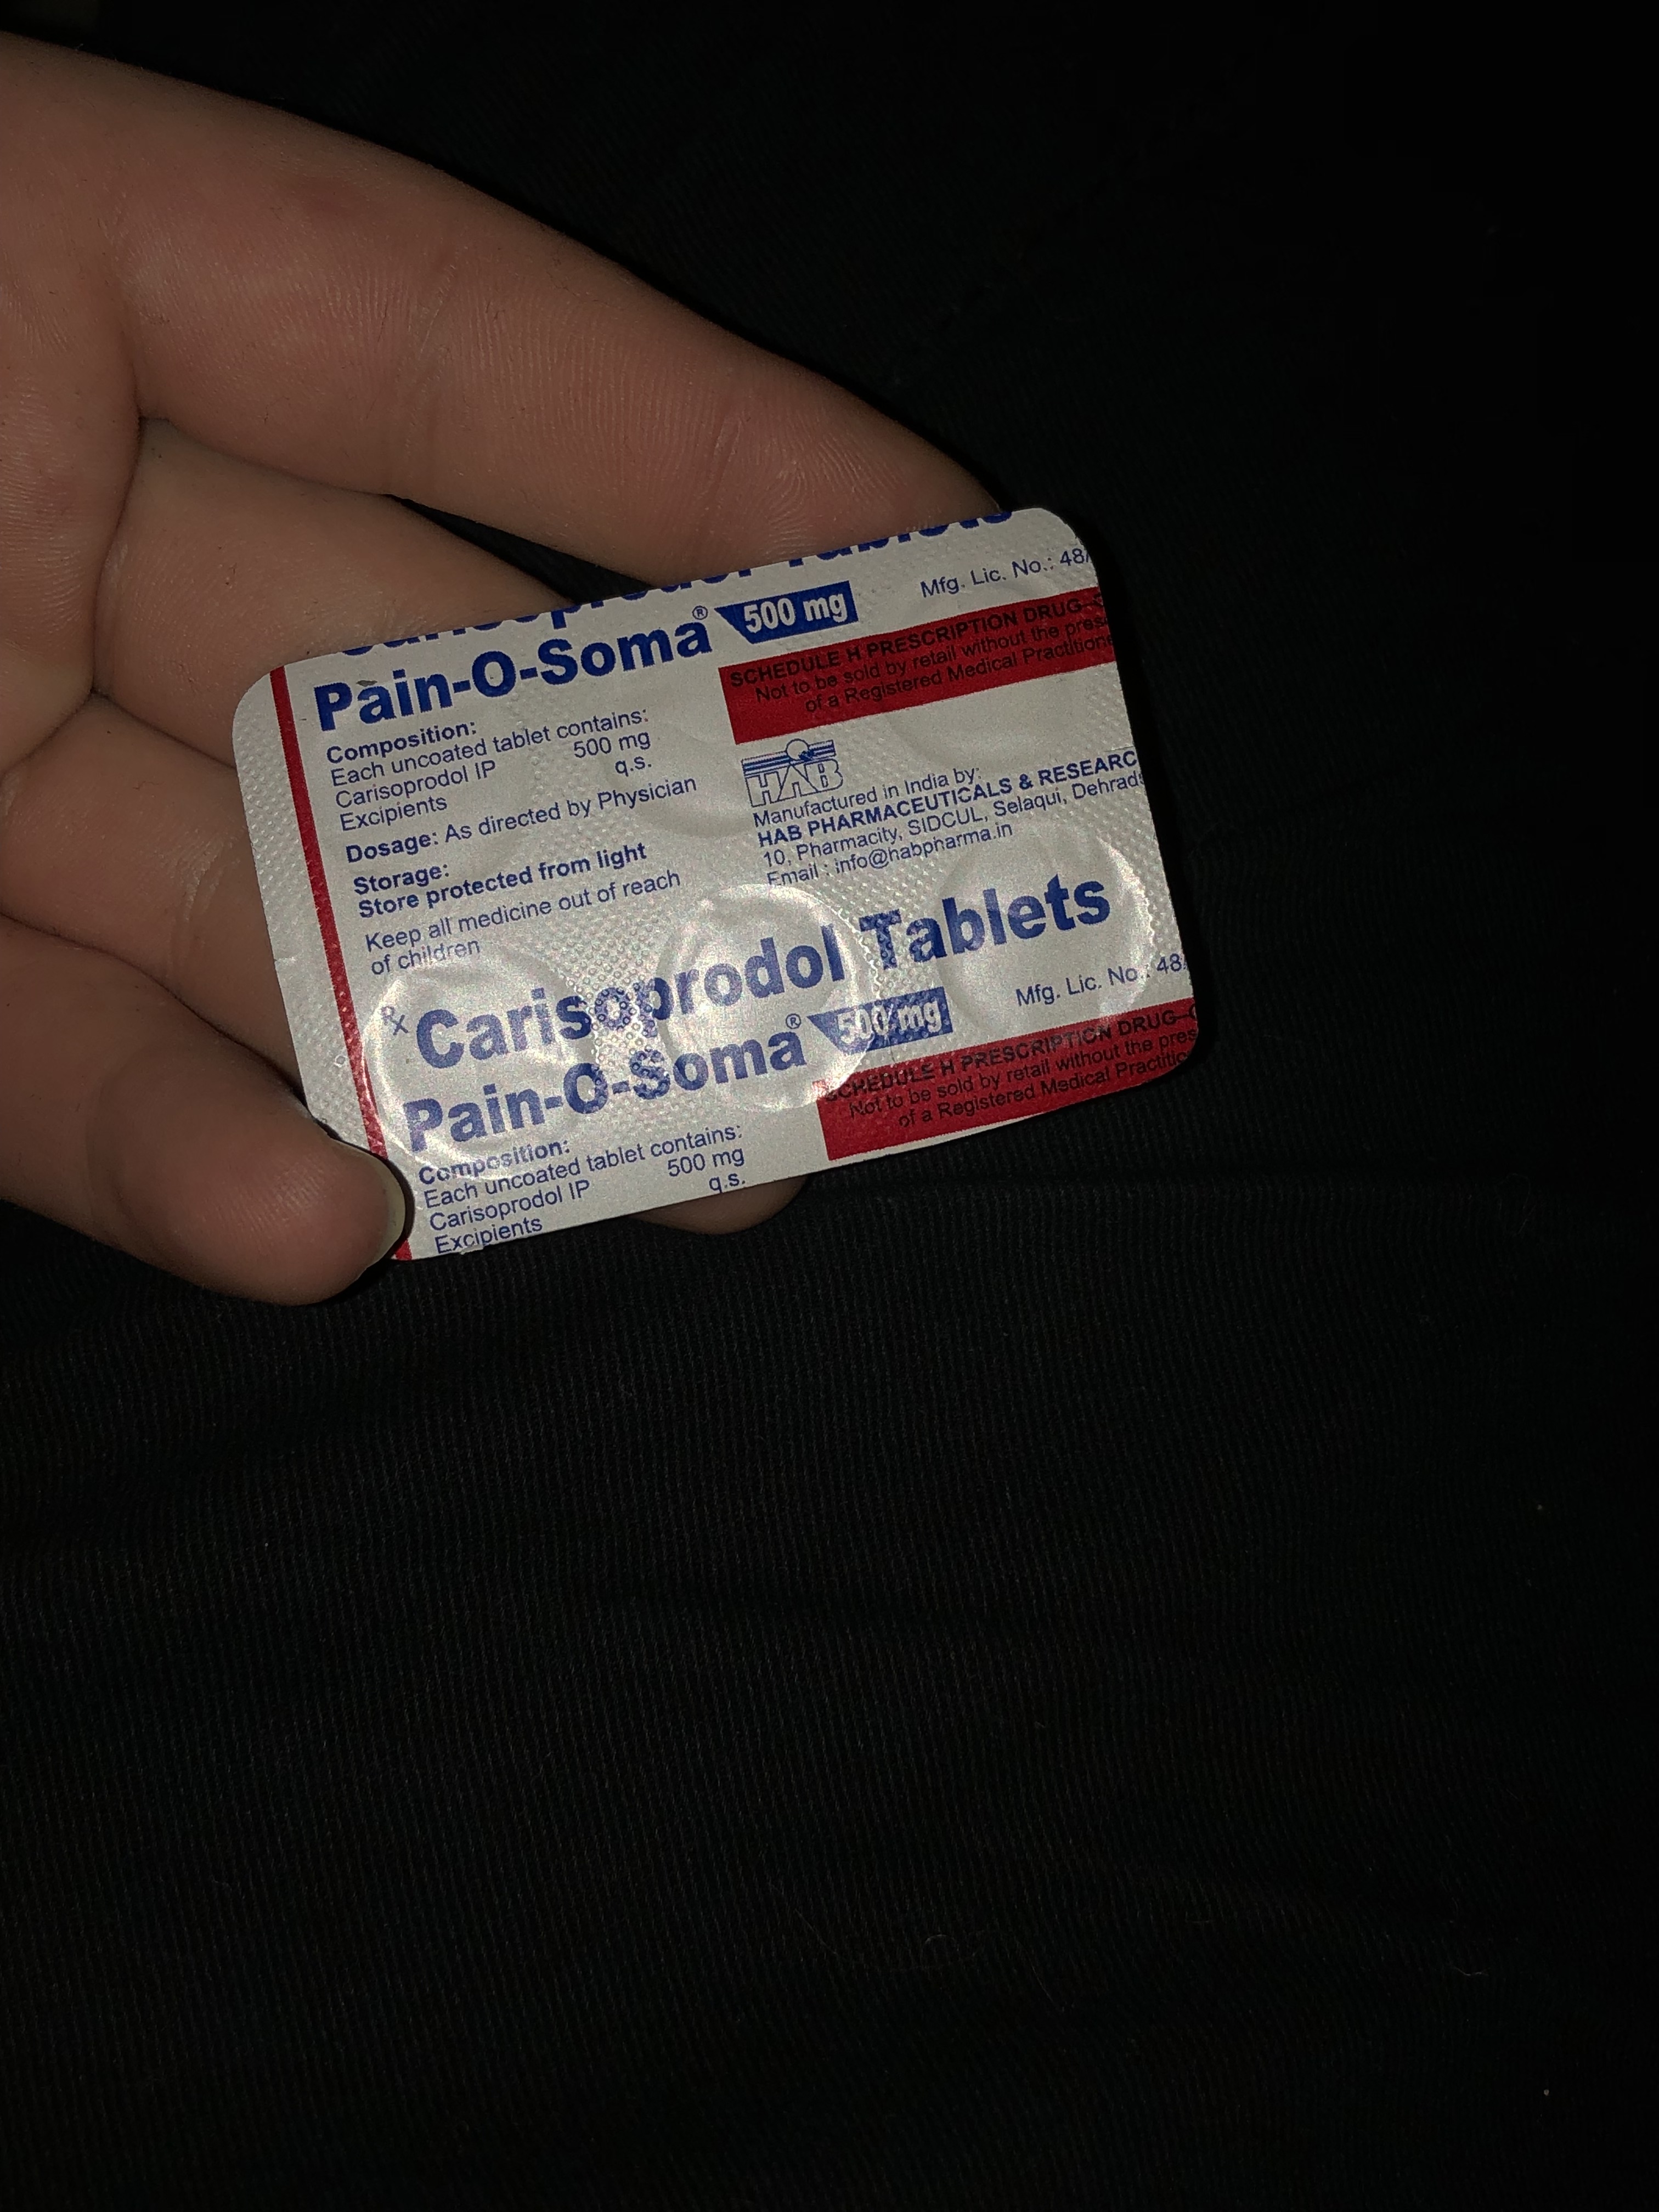 Pain-O-Soma® 500 mg
Mfg. Lic. No.: 48/
Composition:
Each uncoated tablet contains:
Carisoprodol IP 500 mg
Excipients q.s.
Dosage: As directed by Physician
Storage:
Store protected from light
Keep all medicine out of reach
of children
SCHEDULE H PRESCRIPTION DRUG-
Not to be sold by retail without the
of a Registered Medical
HAB
Manufactured in India by:
HAB PHARMACEUTICALS & RESEARC
10, Pharmacity, SIDCUL, Selaqui,
Email : info@habpharma.in
Rx Carisoprodol Tablets
Pain-O-Soma® 500 mg
Mfg. Lic. No.: 48
Composition:
Each uncoated tablet contains:
Carisoprodol IP 500 mg
Excipients q.s.
SCHEDULE H PRESCRIPTION DRUG-
Not to be sold by retail without the
of a Registered Medical